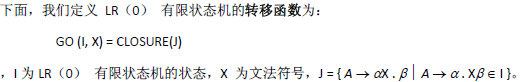 下面，我们定义 LR（0） 有限状态机的转移函数为：
GO (I, X) = CLOSURE(J)
，I 为 LR（0） 有限状态机的状态，X 为文法符号，J = { A → αX . β | A → α . Xβ ∈ I }。